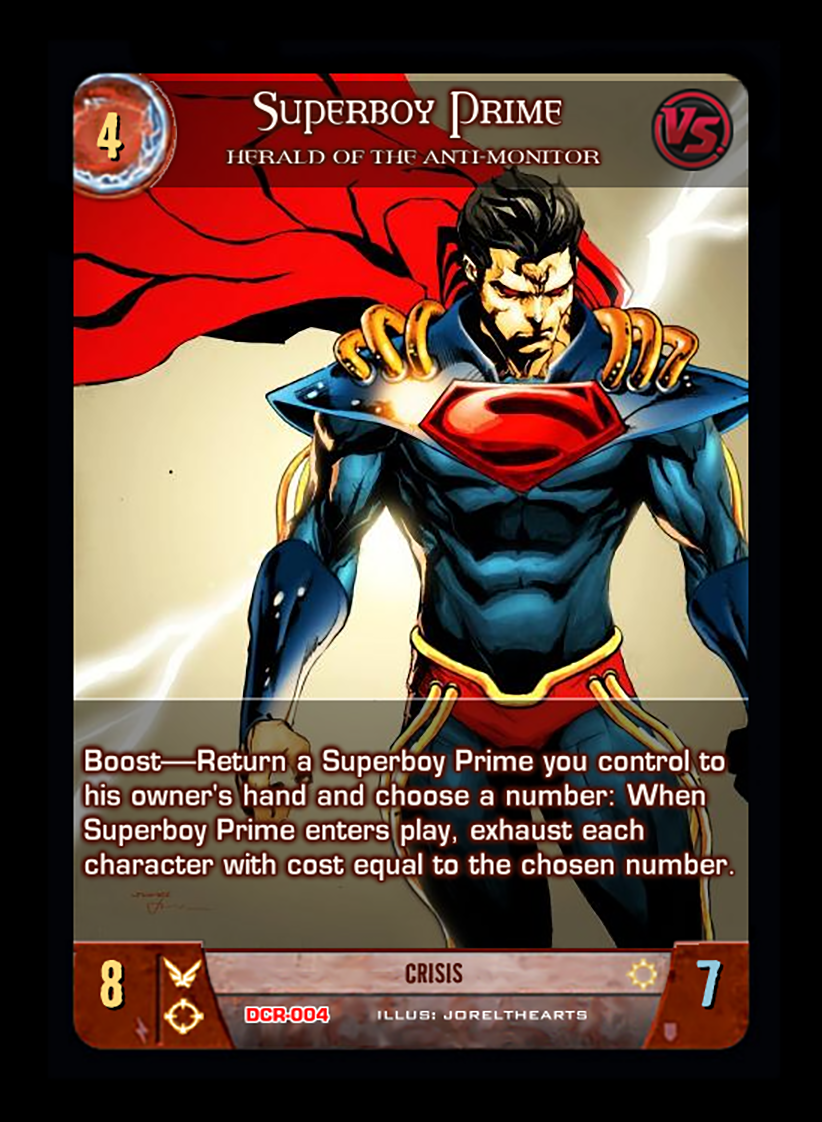 4
SUPERBOY PRIME
VS.
HERALD OF THE ANTI-MONITOR
Boost—Return a Superboy Prime you control to
his owner's hand and choose a number: When
Superboy Prime enters play, exhaust each
character with cost equal to the chosen number.
8
CRISIS
7
DCR-004
ILLUS: JORELTHEARTS